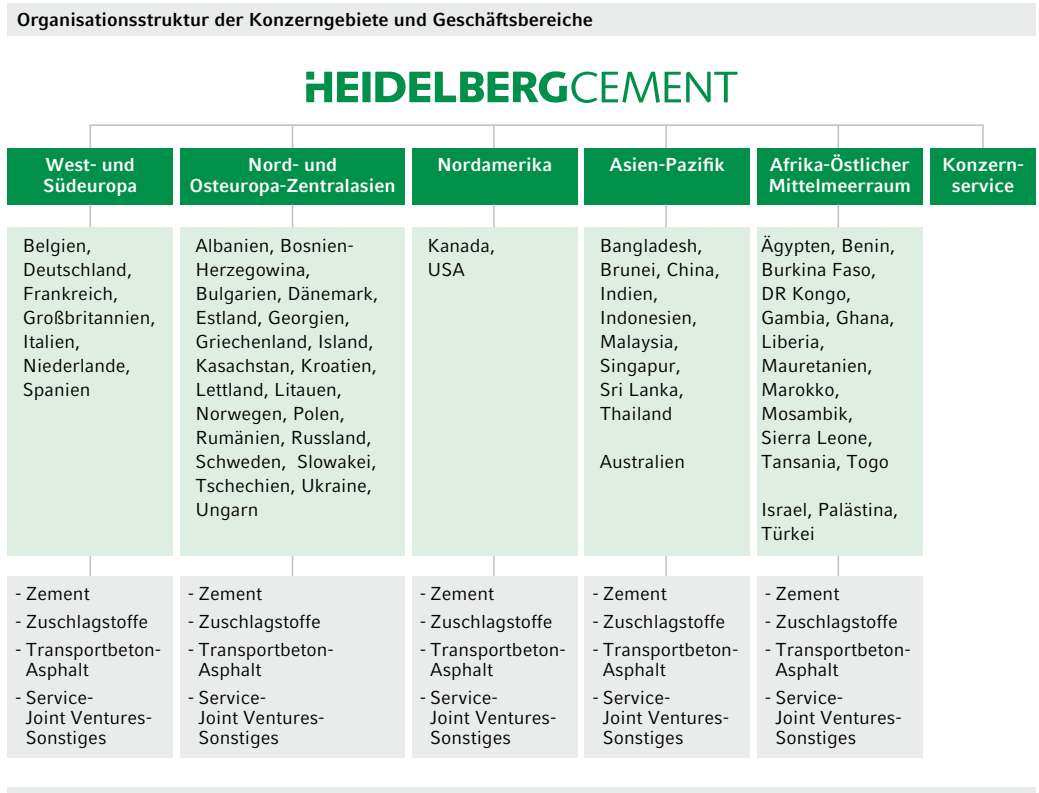 Organisationsstruktur der Konzerngebiete und Geschäftsbereiche
HEIDELBERGCEMENT
West- und
Südeuropa
Nord- und
Osteuropa-Zentralasien
Nordamerika
Asien-Pazifik
Afrika-Östlicher
Mittelmeerraum
Konzern-
service
Belgien,
Deutschland,
Frankreich,
Großbritannien,
Italien,
Niederlande,
Spanien
Albanien, Bosnien-
Herzegowina,
Bulgarien, Dänemark,
Estland, Georgien,
Griechenland, Island,
Kasachstan, Kroatien,
Lettland, Litauen,
Norwegen, Polen,
Rumänien, Russland,
Schweden, Slowakei,
Tschechien, Ukraine,
Ungarn
Kanada,
USA
Bangladesh,
Brunei, China,
Indien,
Indonesien,
Malaysia,
Singapur,
Sri Lanka,
Thailand
Australien
Ägypten, Benin,
Burkina Faso,
DR Kongo,
Gambia, Ghana,
Liberia,
Mauretanien,
Marokko,
Mosambik,
Sierra Leone,
Tansania, Togo
Israel, Palästina,
Türkei
- Zement
- Zuschlagstoffe
- Transportbeton-
Asphalt
- Service-
Joint Ventures-
Sonstiges
- Zement
- Zuschlagstoffe
- Transportbeton-
Asphalt
- Service-
Joint Ventures-
Sonstiges
- Zement
- Zuschlagstoffe
- Transportbeton-
Asphalt
- Service-
Joint Ventures-
Sonstiges
- Zement
- Zuschlagstoffe
- Transportbeton-
Asphalt
- Service-
Joint Ventures-
Sonstiges
- Zement
- Zuschlagstoffe
- Transportbeton-
Asphalt
- Service-
Joint Ventures-
Sonstiges